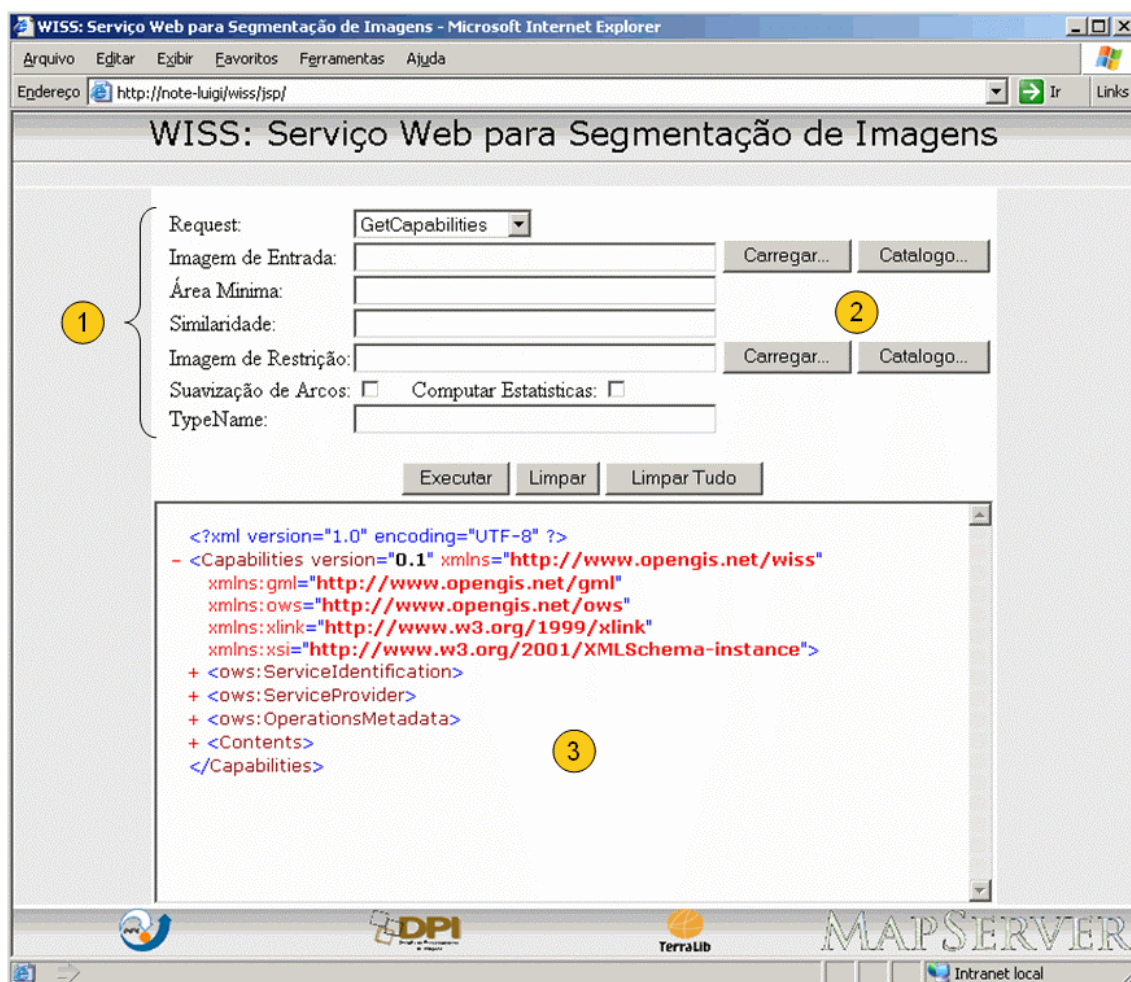 WISS: Serviço Web para Segmentação de Imagens - Microsoft Internet Explorer
Arquivo Editar Exibir Favoritos Ferramentas Ajuda
Endereço http://note-luigi/wiss/jsp/ Ir Links
WISS: Serviço Web para Segmentação de Imagens
Request: GetCapabilities
Imagem de Entrada: Carregar... Catalogo...
Área Minima:
1
Similaridade:
2
Imagem de Restrição: Carregar... Catalogo...
Suavização de Arcos: Computar Estatisticas:
TypeName:
Executar Limpar Limpar Tudo
<?xml version="1.0" encoding="UTF-8" ?>
- <Capabilities version="0.1" xmlns="http://www.opengis.net/wiss"
xmlns:gml="http://www.opengis.net/gml"
xmlns:ows="http://www.opengis.net/ows"
xmlns:xlink="http://www.w3.org/1999/xlink"
xmlns:xsi="http://www.w3.org/2001/XMLSchema-instance">
+ <ows:ServiceIdentification>
+ <ows:ServiceProvider>
+ <ows:OperationsMetadata>
+ <Contents>
3
</Capabilities>
DPI
TerraLib
MAPSERVER
Intranet local